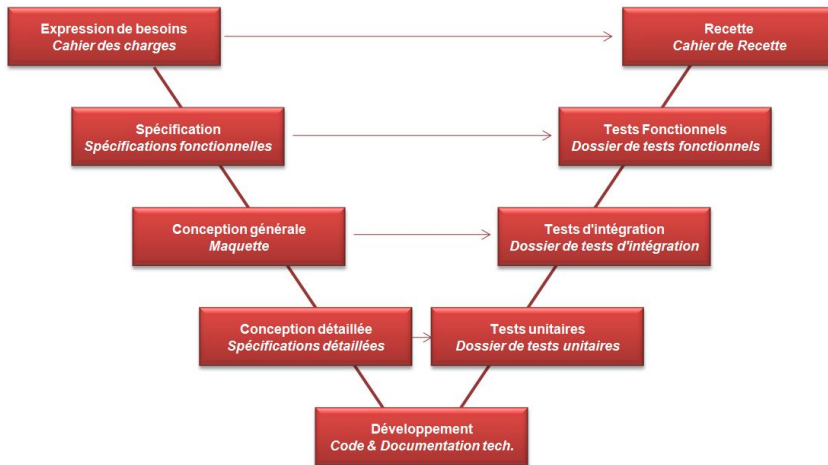 Expression de besoins
Cahier des charges
Recette
Cahier de Recette
Spécification
Spécifications fonctionnelles
Tests Fonctionnels
Dossier de tests fonctionnels
Conception générale
Maquette
Tests d'intégration
Dossier de tests d'intégration
Conception détaillée
Spécifications détaillées
Tests unitaires
Dossier de tests unitaires
Développement
Code & Documentation tech.